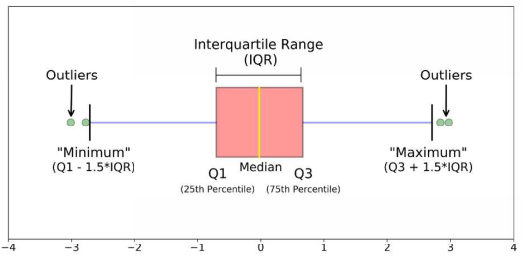 Interquartile Range
(IQR)
Outliers
Outliers
"Minimum"
(Q1 - 1.5*IQR)
Q1
(25th Percentile)
Median
Q3
(75th Percentile)
"Maximum"
(Q3 + 1.5*IQR)
−4 −3 −2 −1 0 1 2 3 4